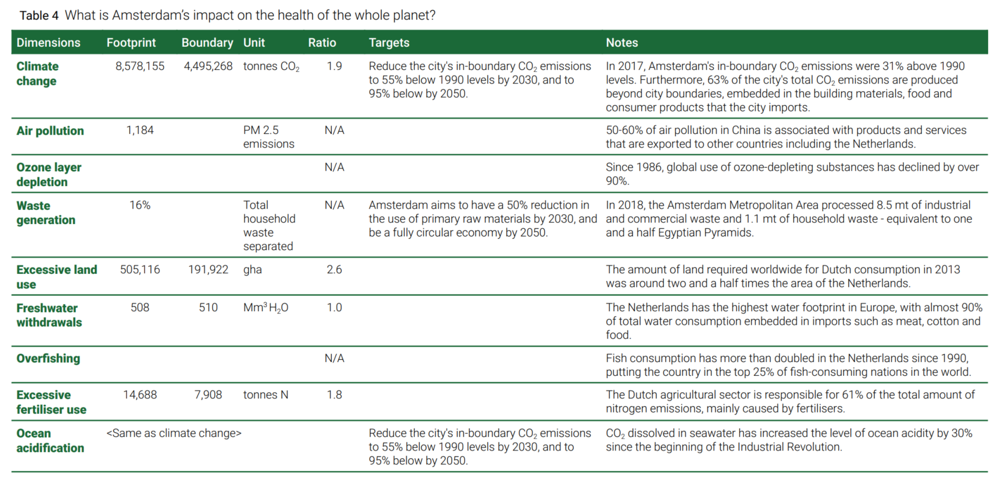 Table 4 What is Amsterdam's impact on the health of the whole planet?
Dimensions Footprint Boundary Unit Ratio Targets Notes
Climate change 8,578,155 4,495,268 tonnes CO₂ 1.9 Reduce the city's in-boundary CO₂ emissions
to 55% below 1990 levels by 2030, and to
95% below by 2050.
In 2017, Amsterdam's in-boundary CO₂ emissions were 31% above 1990
levels. Furthermore, 63% of the city's total CO₂ emissions are produced
beyond city boundaries, embedded in the building materials, food and
consumer products that the city imports.
Air pollution 1,184 PM 2.5
emissions
N/A
50-60% of air pollution in China is associated with products and services
that are exported to other countries including the Netherlands.
Ozone layer
depletion
N/A
Since 1986, global use of ozone-depleting substances has declined by over
90%.
Waste
generation
16%
Total
household
waste
separated
N/A
Amsterdam aims to have a 50% reduction in
the use of primary raw materials by 2030, and
be a fully circular economy by 2050.
In 2018, the Amsterdam Metropolitan Area processed 8.5 mt of industrial
and commercial waste and 1.1 mt of household waste - equivalent to one
and a half Egyptian Pyramids.
Excessive land
use
505,116 191,922 gha 2.6
The amount of land required worldwide for Dutch consumption in 2013
was around two and a half times the area of the Netherlands.
Freshwater
withdrawals
508 510 Mm³ H₂O 1.0
The Netherlands has the highest water footprint in Europe, with almost 90%
of total water consumption embedded in imports such as meat, cotton and
food.
Overfishing N/A
Fish consumption has more than doubled in the Netherlands since 1990,
putting the country in the top 25% of fish-consuming nations in the world.
Excessive
fertiliser use
14,688 7,908 tonnes N 1.8
The Dutch agricultural sector is responsible for 61% of the total amount of
nitrogen emissions, mainly caused by fertilisers.
Ocean
acidification
<Same as climate change>
Reduce the city's in-boundary CO₂ emissions
to 55% below 1990 levels by 2030, and to
95% below by 2050.
CO₂ dissolved in seawater has increased the level of ocean acidity by 30%
since the beginning of the Industrial Revolution.